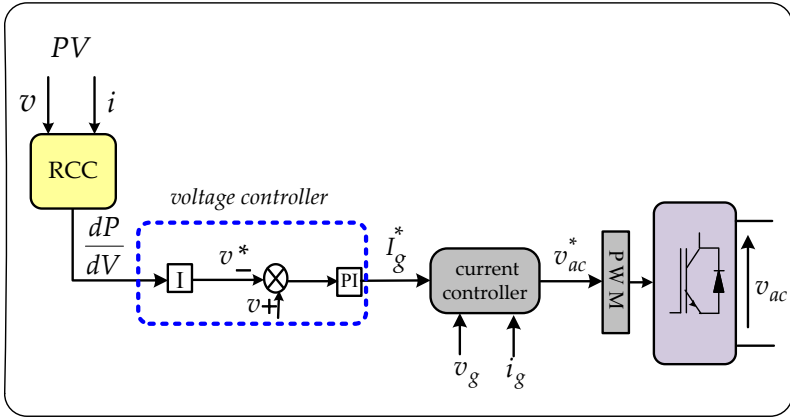 PV
v
i
RCC
voltage controller
dP
dV
I
v*
−
v+
PI
I*g
current
controller
vg
ig
v*ac
PWM
vac